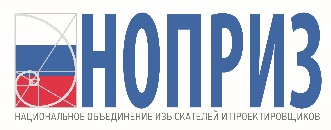 НОПРИЗ
НАЦИОНАЛЬНОЕ ОБЪЕДИНЕНИЕ ИЗЫСКАТЕЛЕЙ И ПРОЕКТИРОВЩИКОВ